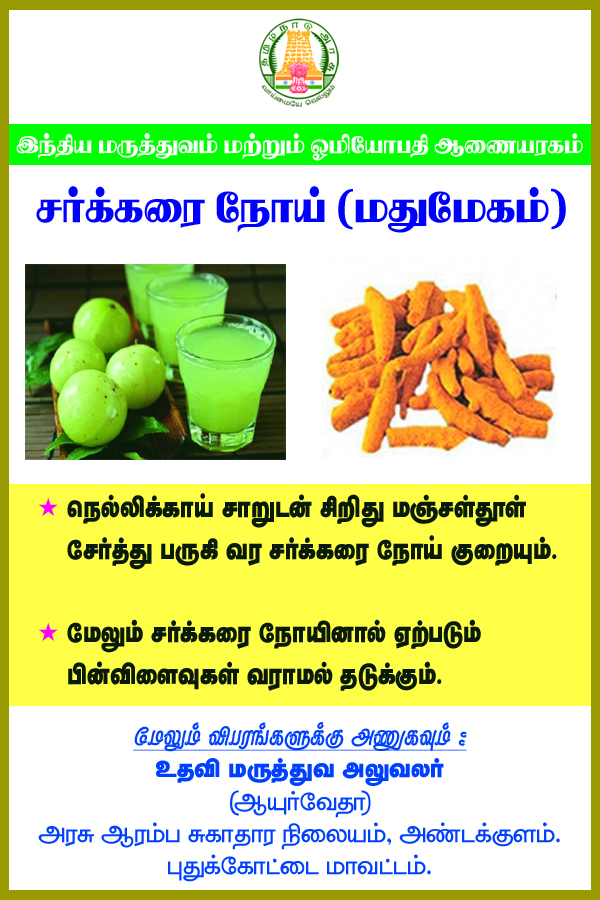 தமிழ்நாடு அரசு
வாய்மையே வெல்லும்
இந்திய மருத்துவம் மற்றும் ஓமியோபதி ஆணையரகம்
சர்க்கரை நோய் (மதுமேகம்)
★ நெல்லிக்காய் சாறுடன் சிறிது மஞ்சள்தூள்
சேர்த்து பருகி வர சர்க்கரை நோய் குறையும்.
★ மேலும் சர்க்கரை நோயினால் ஏற்படும்
பின்விளைவுகள் வராமல் தடுக்கும்.
மேலும் விபரங்களுக்கு அணுகவும் :
உதவி மருத்துவ அலுவலர்
(ஆயுர்வேதா)
அரசு ஆரம்ப சுகாதார நிலையம், அண்டக்குளம்.
புதுக்கோட்டை மாவட்டம்.